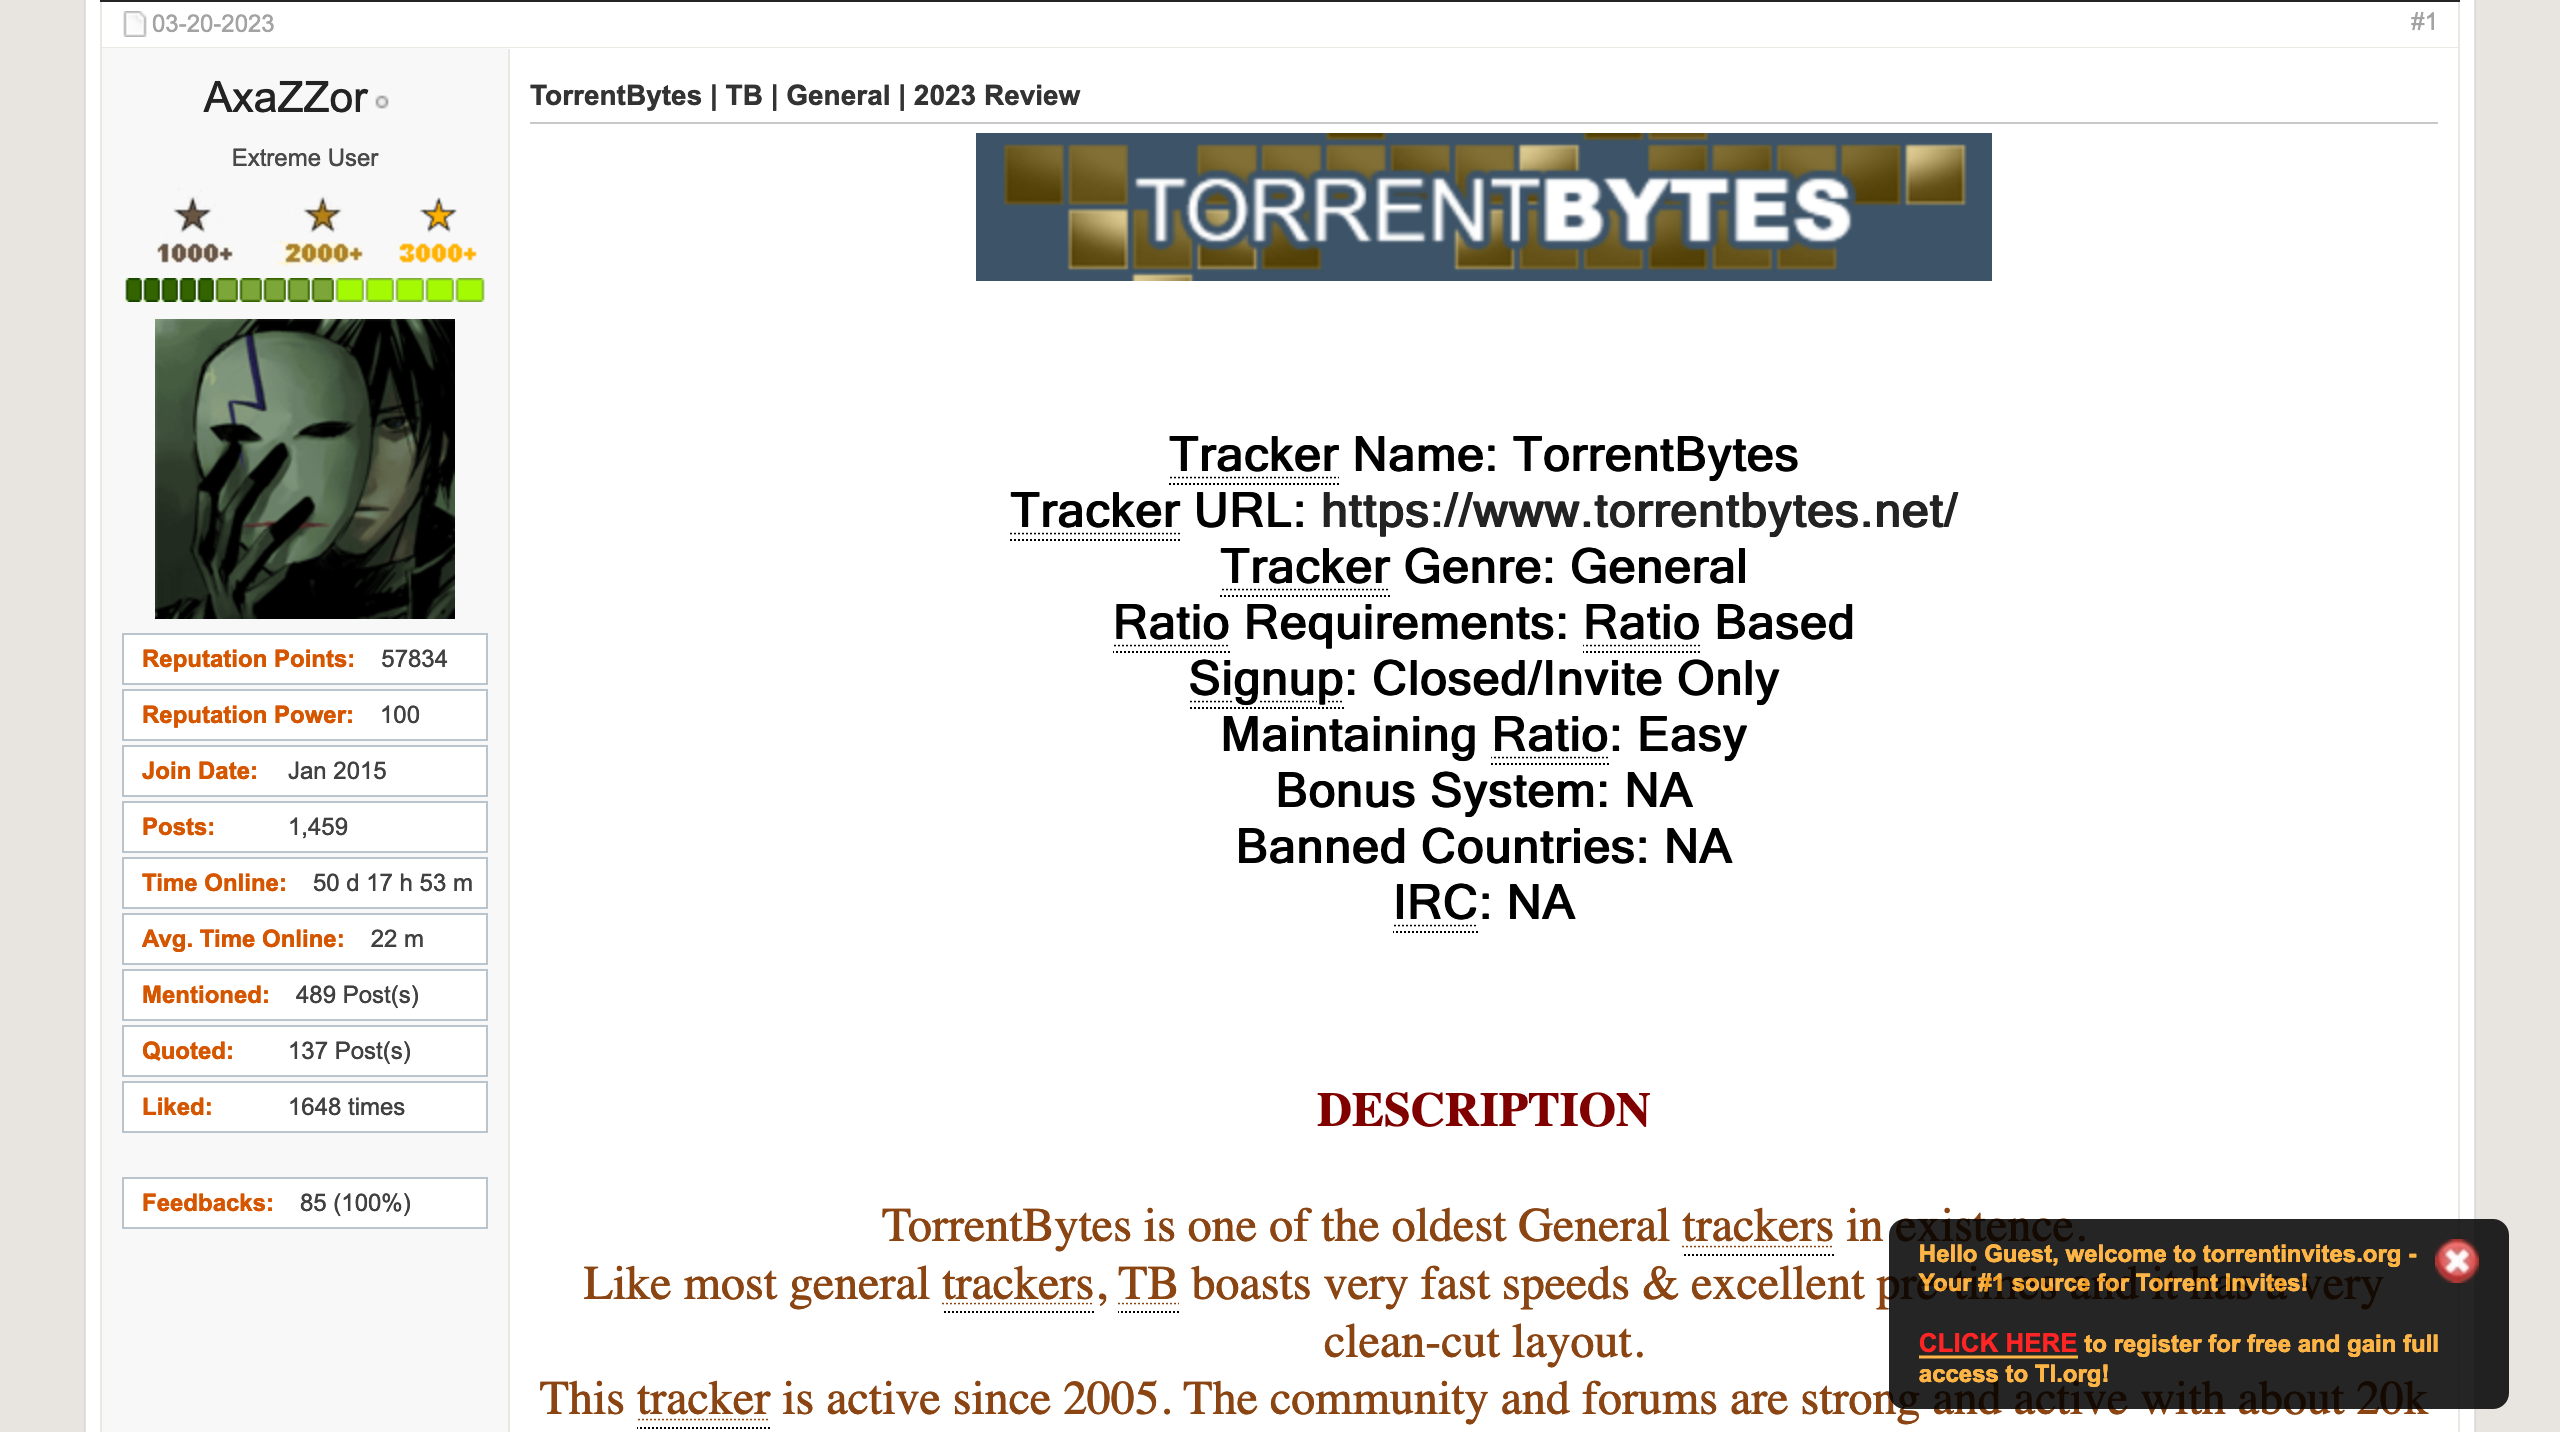 03-20-2023
#1
AxaZZor
Extreme User
1000+ 2000+ 3000+
Reputation Points: 57834
Reputation Power: 100
Join Date: Jan 2015
Posts: 1,459
Time Online: 50 d 17 h 53 m
Avg. Time Online: 22 m
Mentioned: 489 Post(s)
Quoted: 137 Post(s)
Liked: 1648 times
Feedbacks: 85 (100%)
TorrentBytes | TB | General | 2023 Review
TORRENTBYTES
Tracker Name: TorrentBytes
Tracker URL: https://www.torrentbytes.net/
Tracker Genre: General
Ratio Requirements: Ratio Based
Signup: Closed/Invite Only
Maintaining Ratio: Easy
Bonus System: NA
Banned Countries: NA
IRC: NA
DESCRIPTION
TorrentBytes is one of the oldest General trackers in existence.
Like most general trackers, TB boasts very fast speeds & excellent pre-times and it has a very
clean-cut layout.
This tracker is active since 2005. The community and forums are strong and active with about 20k
Hello Guest, welcome to torrentinvites.org -
Your #1 source for Torrent Invites!
CLICK HERE to register for free and gain full
access to TI.org!